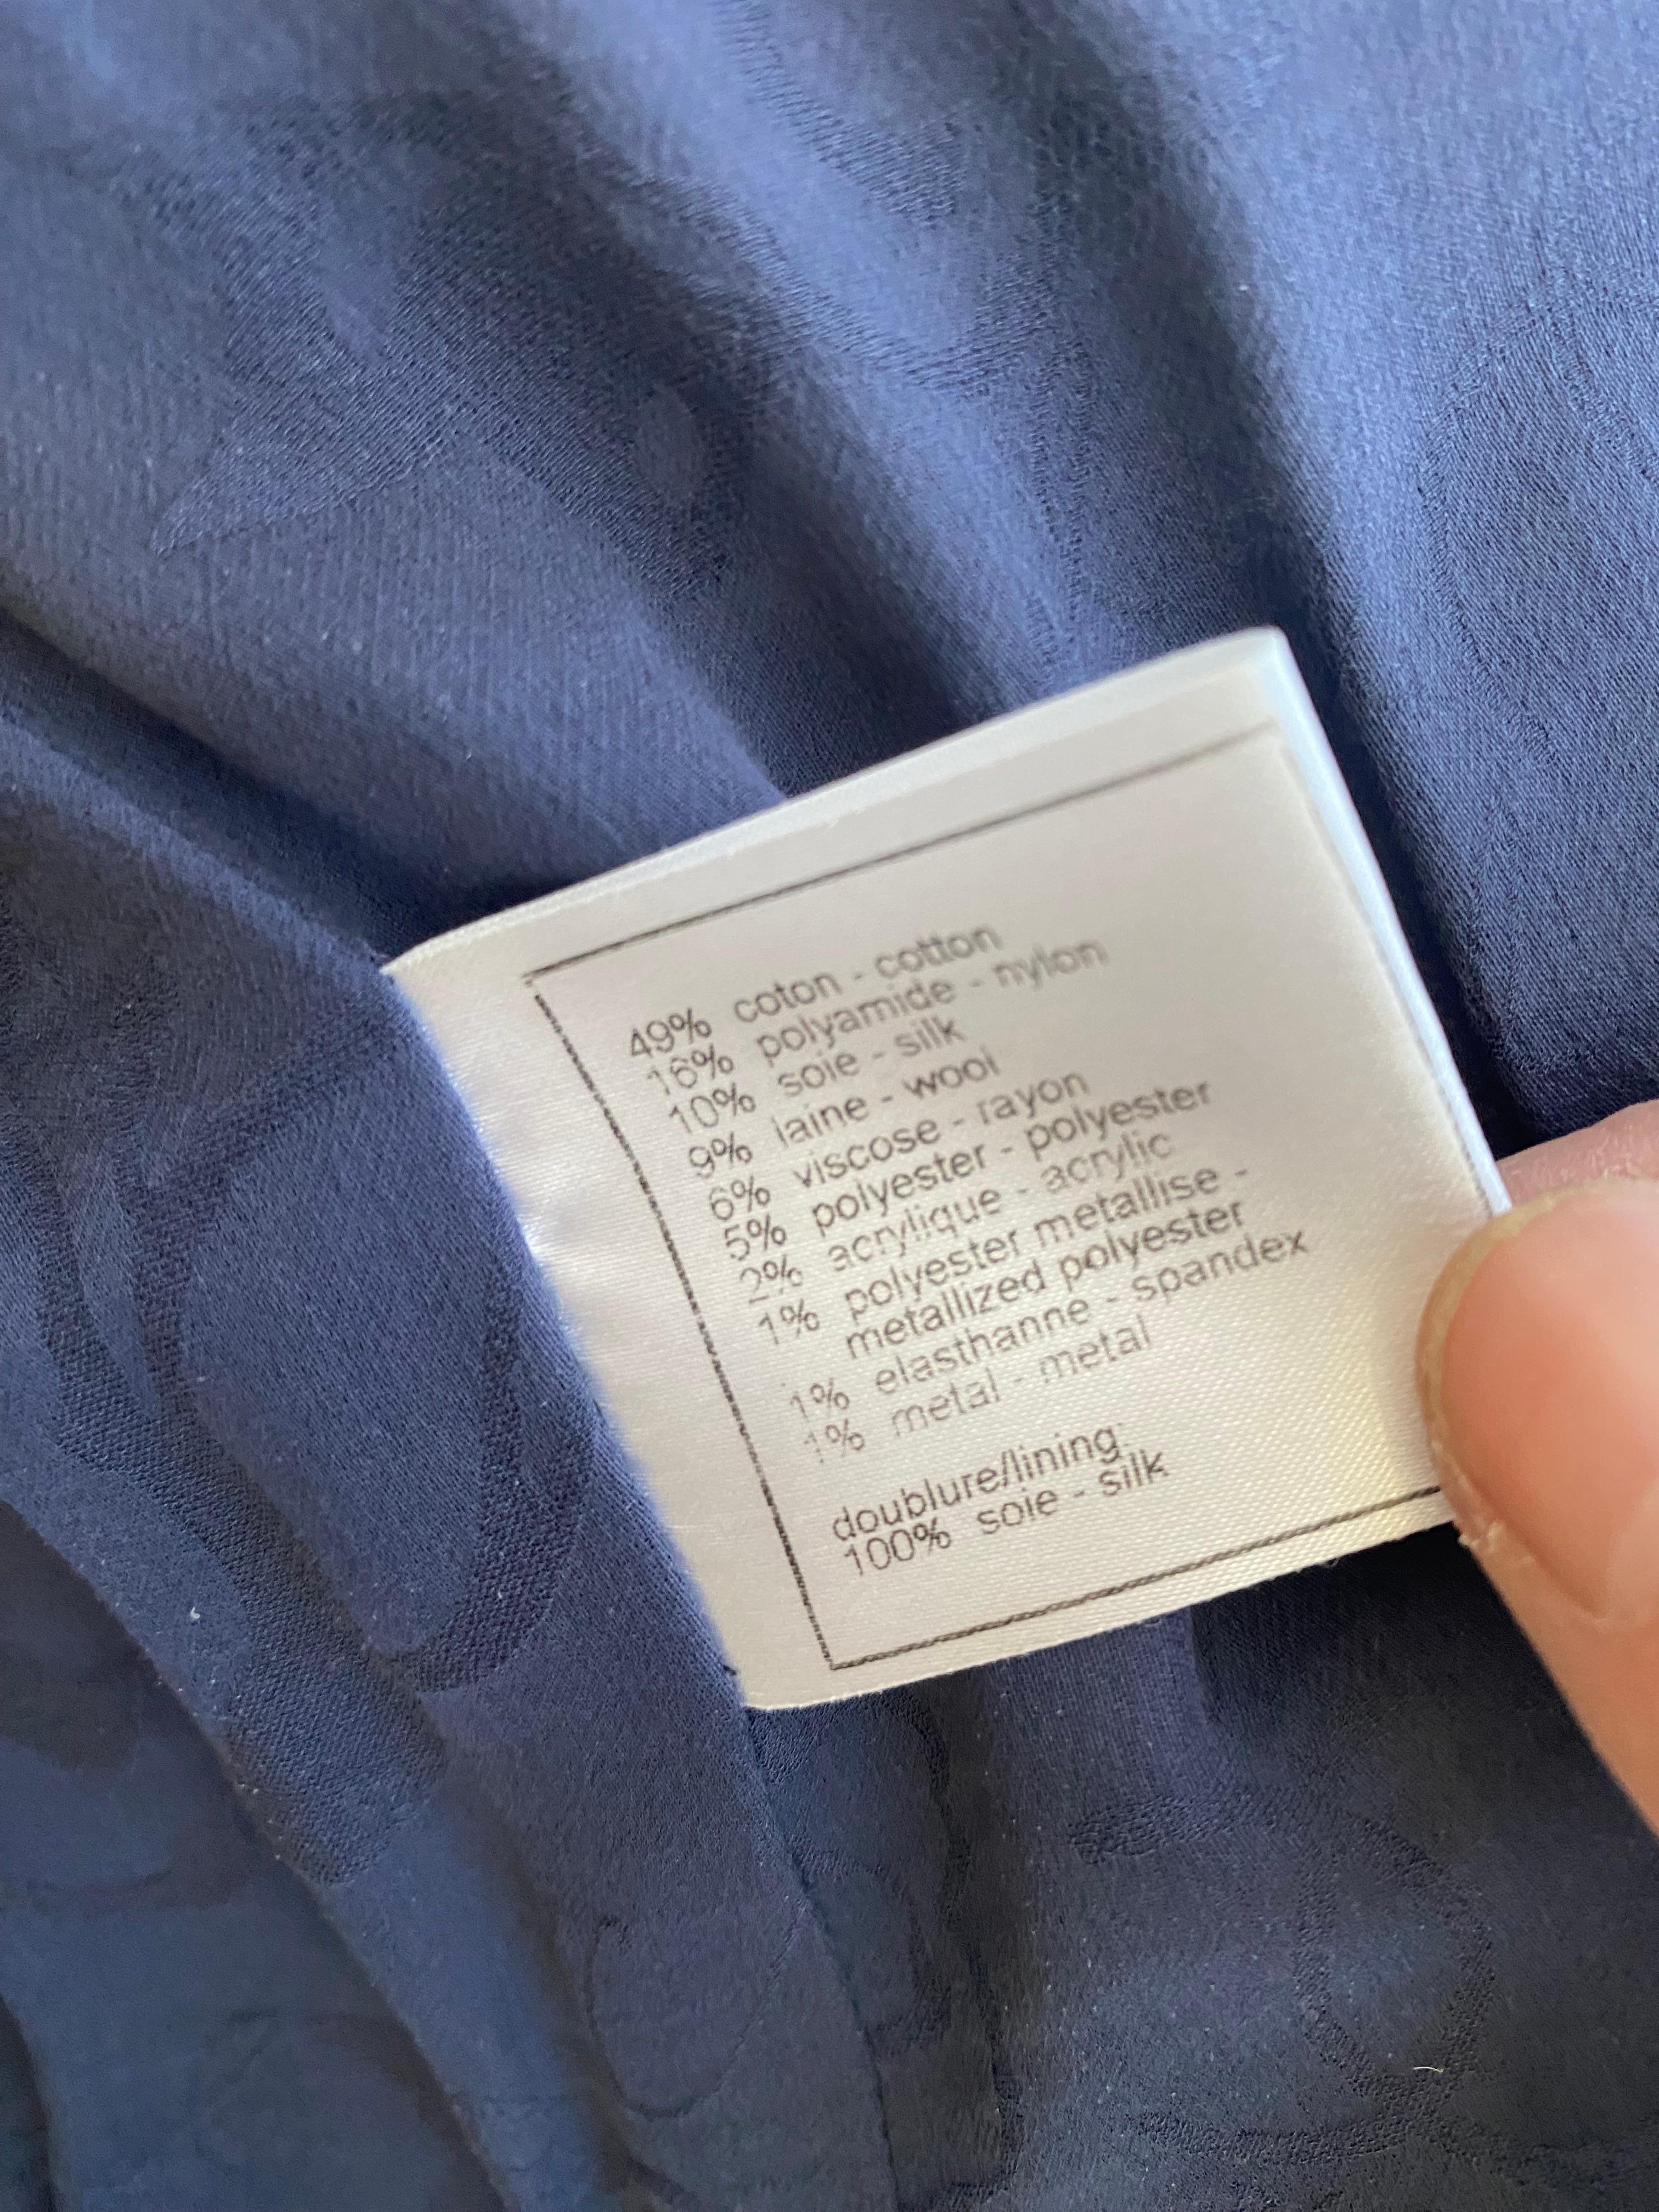 49% coton - cotton
16% polyamide - nylon
10% soie - silk
9% laine - wool
6% viscose - rayon
5% polyester - polyester
2% acrylique - acrylic
1% polyester metallise -
metallized polyester
1% elasthanne - spandex
1% metal - metal
doublure/lining:
100% soie - silk